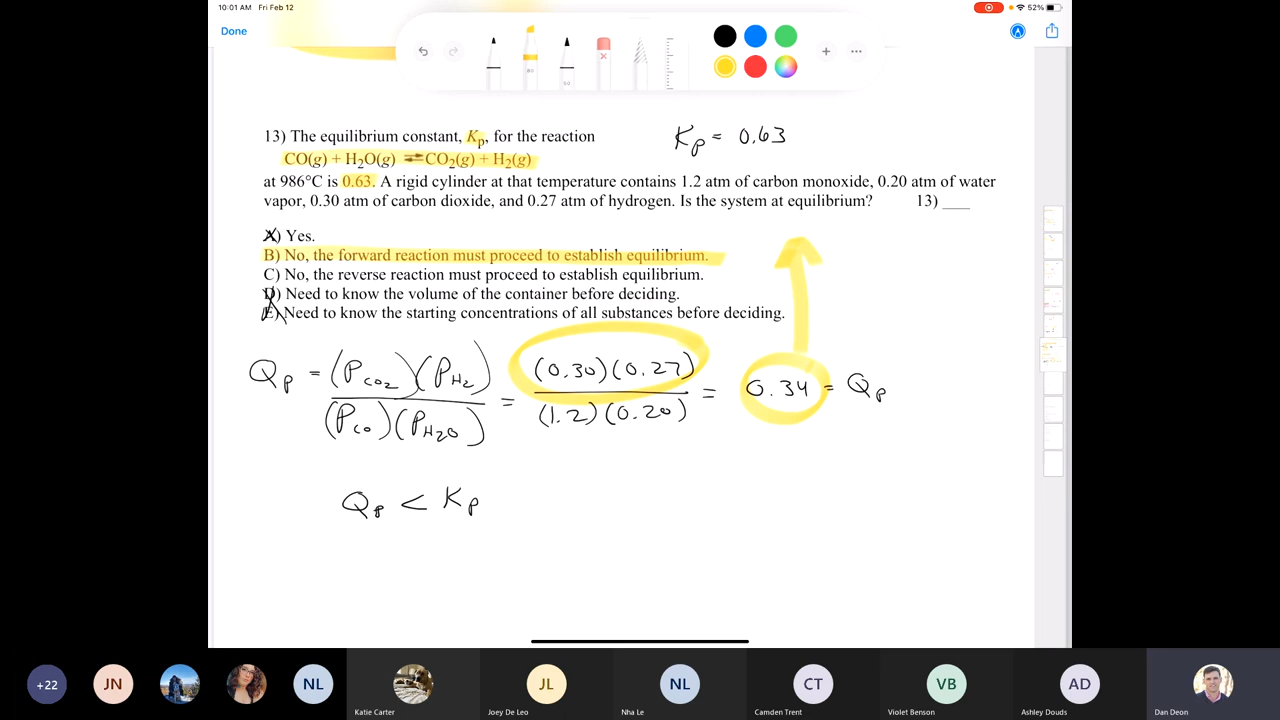 10:01 AM Fri Feb 12
52%
Done
80
50
13) The equilibrium constant, Kp, for the reaction
Kp = 0.63
CO(g) + H2O(g) ⇌ CO2(g) + H2(g)
at 986°C is 0.63. A rigid cylinder at that temperature contains 1.2 atm of carbon monoxide, 0.20 atm of water
vapor, 0.30 atm of carbon dioxide, and 0.27 atm of hydrogen. Is the system at equilibrium? 13) ___
A) Yes.
B) No, the forward reaction must proceed to establish equilibrium.
C) No, the reverse reaction must proceed to establish equilibrium.
D) Need to know the volume of the container before deciding.
E) Need to know the starting concentrations of all substances before deciding.
Qp = (PCO2)(PH2) / (PCO)(PH2O) = (0.30)(0.27) / (1.2)(0.20) = 0.34 = Qp
Qp < Kp
+22
JN
NL
JL
NL
CT
VB
AD
Katie Carter
Joey De Leo
Nha Le
Camden Trent
Violet Benson
Ashley Douds
Dan Deon